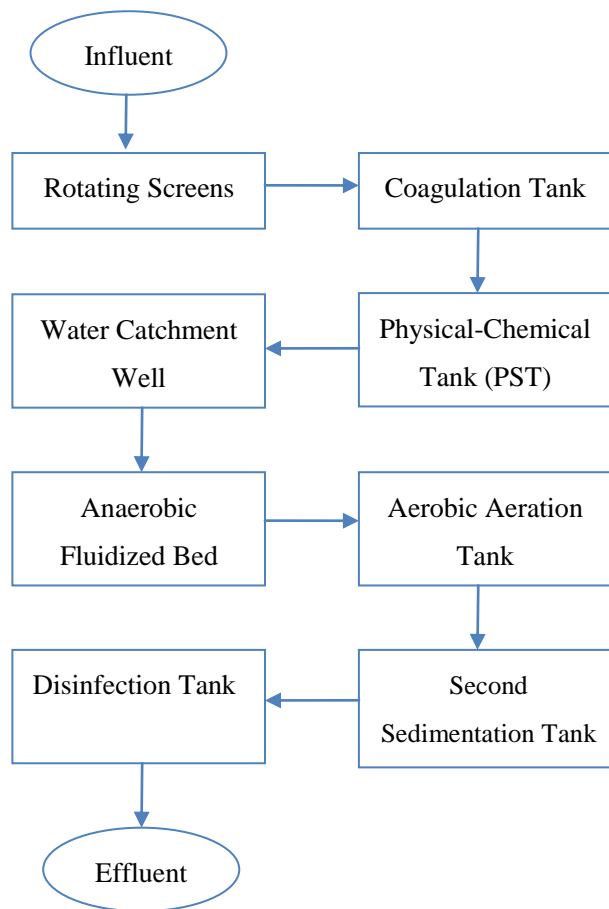 Influent
Rotating Screens
Coagulation Tank
Physical-Chemical
Tank (PST)
Water Catchment
Well
Anaerobic
Fluidized Bed
Aerobic Aeration
Tank
Second
Sedimentation Tank
Disinfection Tank
Effluent